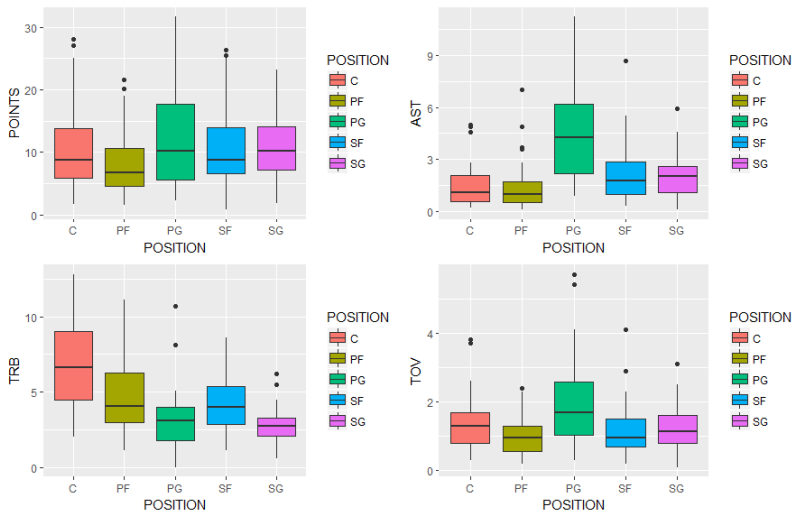 POINTS
30
20
10
0
C PF PG SF SG
POSITION
POSITION
C
PF
PG
SF
SG
AST
9
6
3
0
C PF PG SF SG
POSITION
POSITION
C
PF
PG
SF
SG
TRB
10
5
0
C PF PG SF SG
POSITION
POSITION
C
PF
PG
SF
SG
TOV
4
2
0
C PF PG SF SG
POSITION
POSITION
C
PF
PG
SF
SG